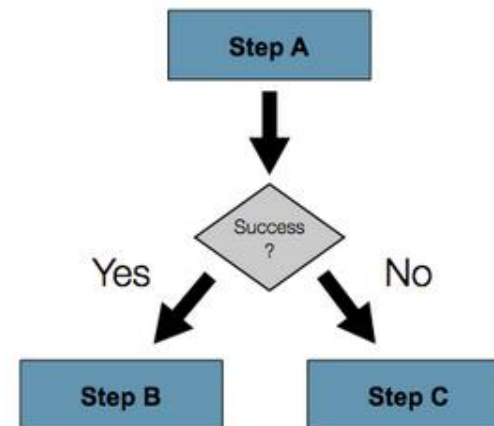 Step A
Success
?
Yes
No
Step B
Step C